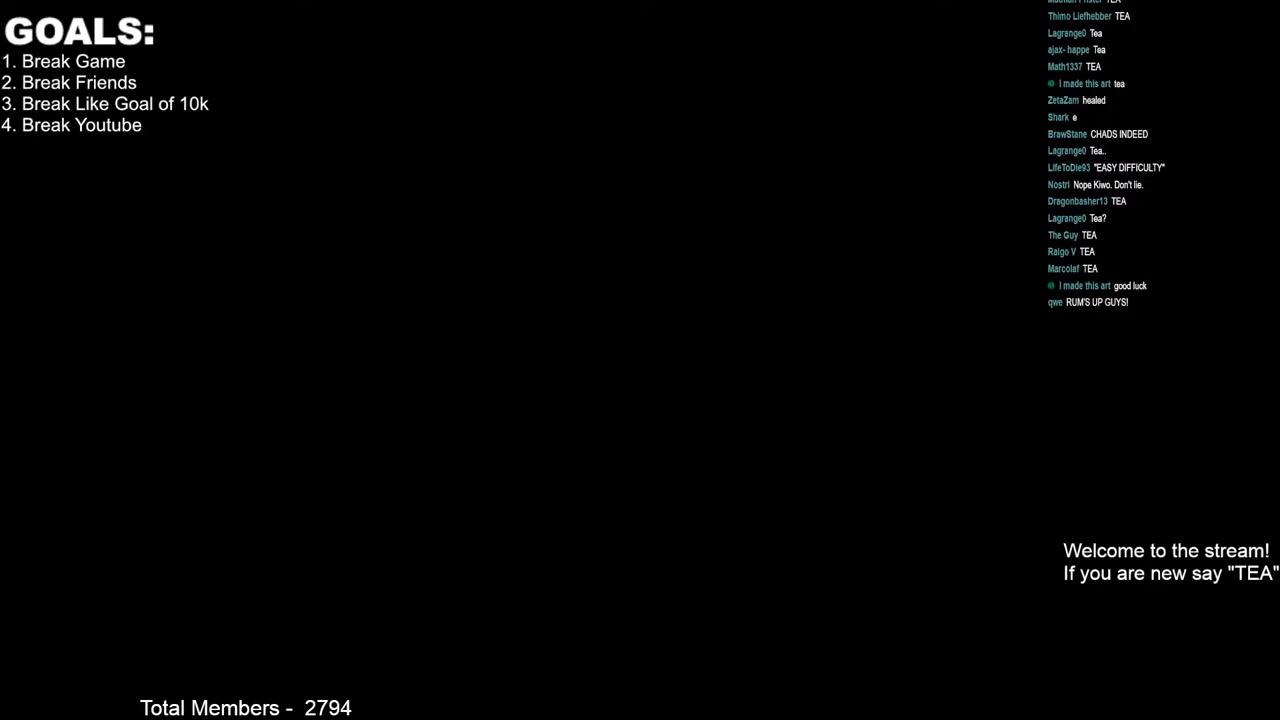 GOALS:
1. Break Game
2. Break Friends
3. Break Like Goal of 10k
4. Break Youtube
TEA
Thimo Liefhebber TEA
Lagrange0 Tea
ajax- happe Tea
Math1337 TEA
I made this art tea
ZetaZam healed
Shark e
BrawStane CHADS INDEED
Lagrange0 Tea..
LifeToDie93 "EASY DIFFICULTY"
Nostri Nope Kiwo. Don't lie.
Dragonbasher13 TEA
Lagrange0 Tea?
The Guy TEA
Raigo V TEA
Marcolaf TEA
I made this art good luck
qwe RUM'S UP GUYS!
Welcome to the stream!
If you are new say "TEA"
Total Members - 2794